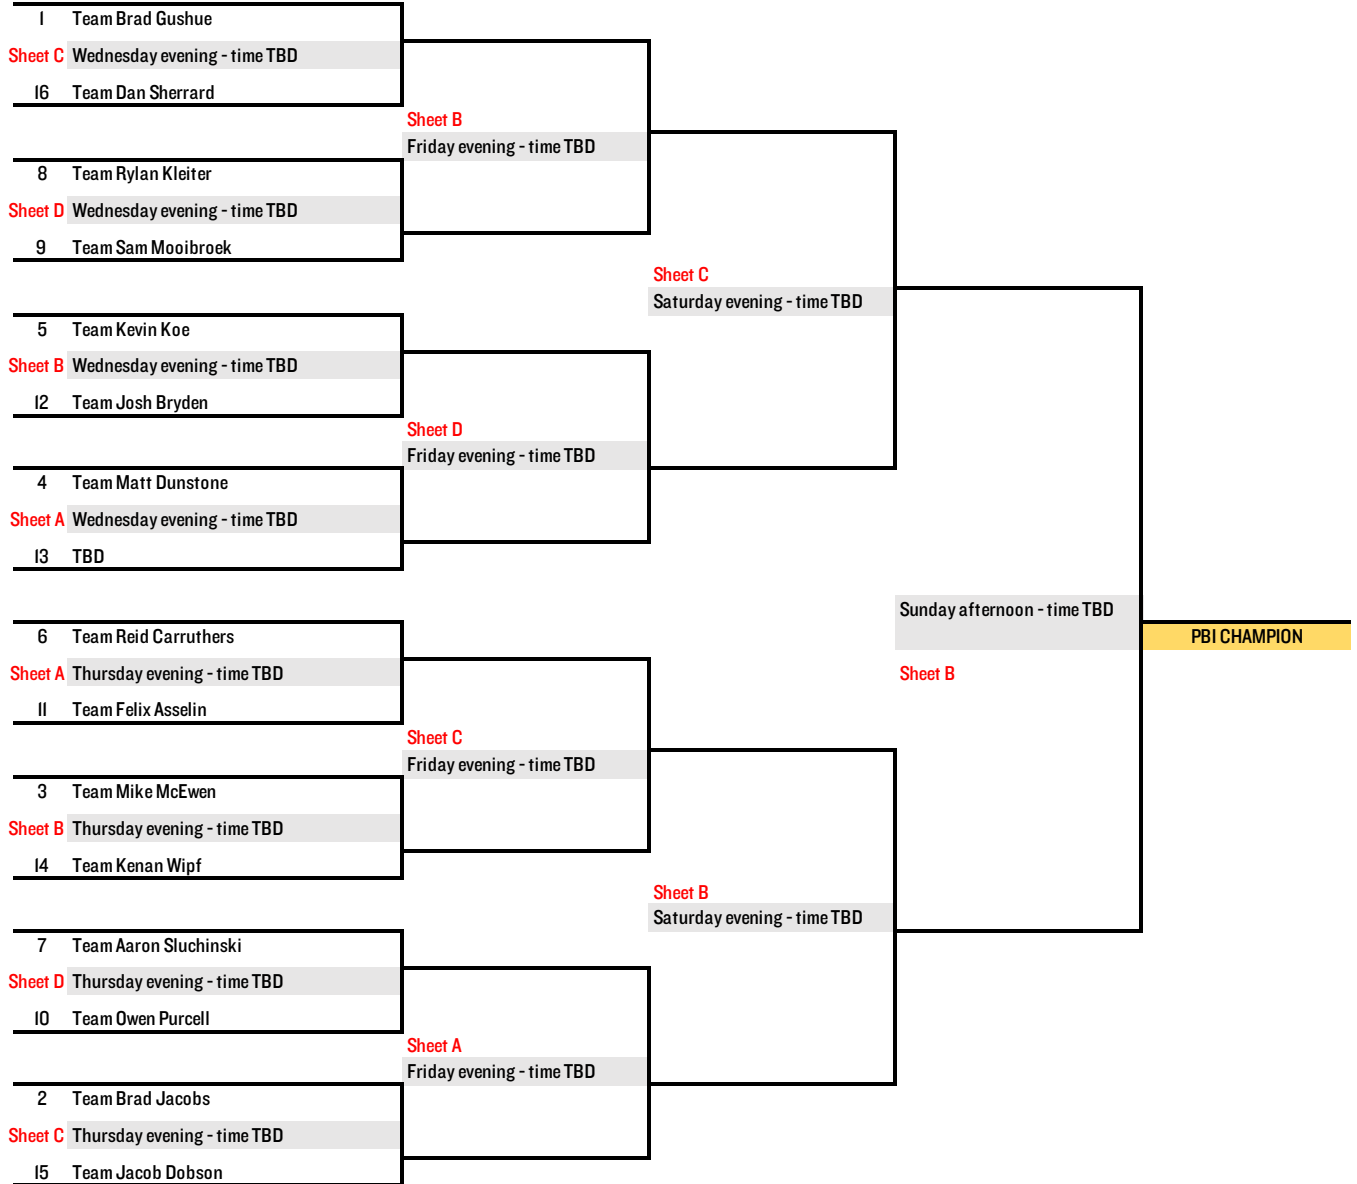 1 Team Brad Gushue
Sheet C Wednesday evening - time TBD
16 Team Dan Sherrard
Sheet B
Friday evening - time TBD
8 Team Rylan Kleiter
Sheet D Wednesday evening - time TBD
9 Team Sam Mooibroek
Sheet C
Saturday evening - time TBD
5 Team Kevin Koe
Sheet B Wednesday evening - time TBD
12 Team Josh Bryden
Sheet D
Friday evening - time TBD
4 Team Matt Dunstone
Sheet A Wednesday evening - time TBD
13 TBD
Sunday afternoon - time TBD
PBI CHAMPION
6 Team Reid Carruthers
Sheet A Thursday evening - time TBD
Sheet B
11 Team Felix Asselin
Sheet C
Friday evening - time TBD
3 Team Mike McEwen
Sheet B Thursday evening - time TBD
14 Team Kenan Wipf
Sheet B
Saturday evening - time TBD
7 Team Aaron Sluchinski
Sheet D Thursday evening - time TBD
10 Team Owen Purcell
Sheet A
Friday evening - time TBD
2 Team Brad Jacobs
Sheet C Thursday evening - time TBD
15 Team Jacob Dobson